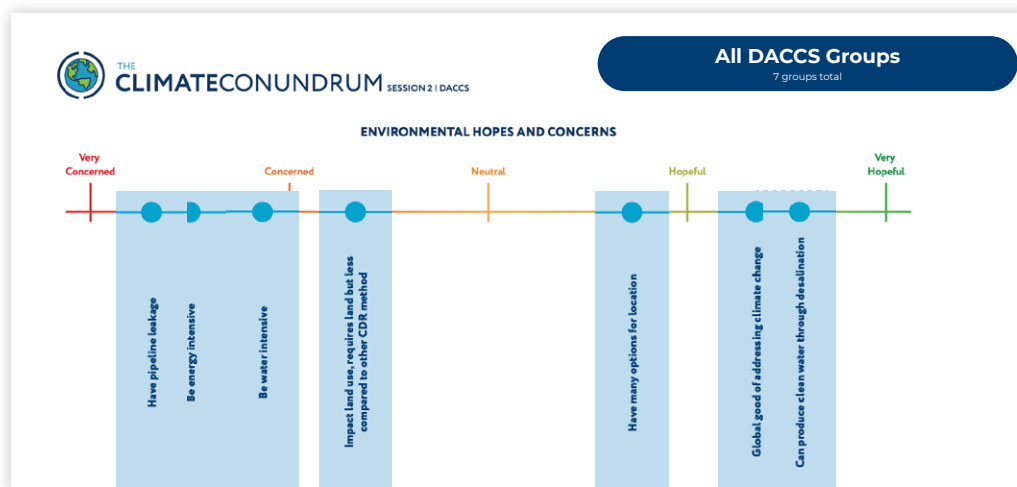 THE
CLIMATECONUNDRUM SESSION 2 | DACCS
All DACCS Groups
7 groups total
ENVIRONMENTAL HOPES AND CONCERNS
Very
Concerned
Concerned
Neutral
Hopeful
Very
Hopeful
Have pipeline leakage
Be energy intensive
Be water intensive
Impact land use, requires land but less
compared to other CDR method
Have many options for location
Global good of addressing climate change
Can produce clean water through desalination